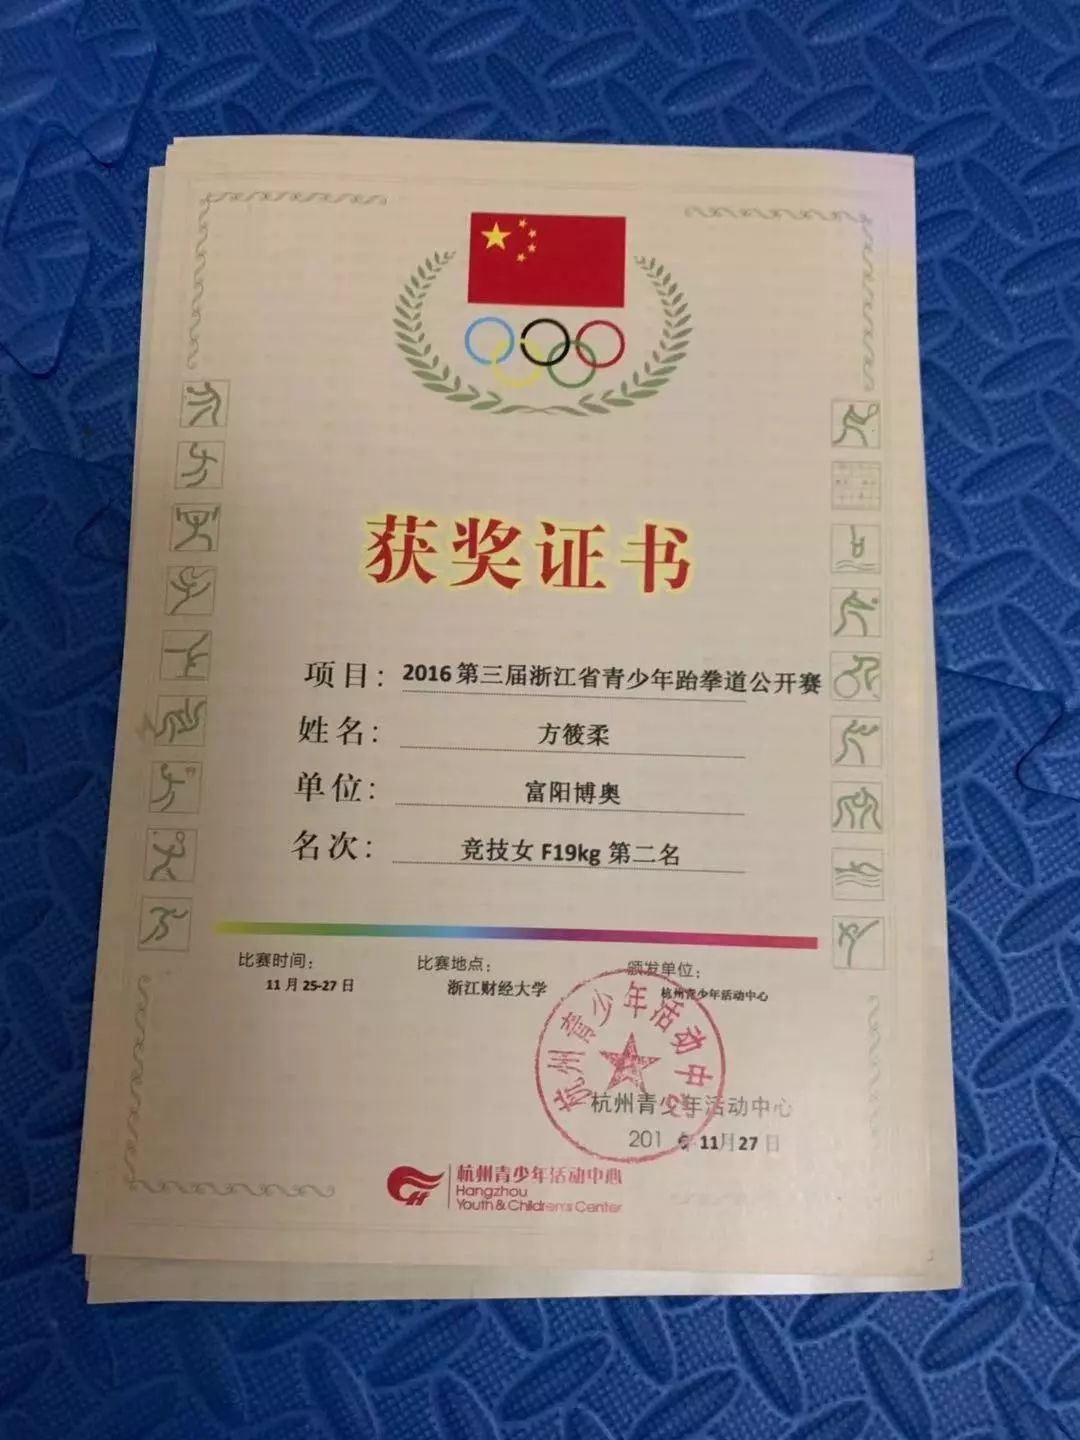 获奖证书
项目: 2016第三届浙江省青少年跆拳道公开赛
姓名: 方筱柔
单位: 富阳博奥
名次: 竞技女F19kg第二名
比赛时间: 比赛地点: 颁发单位:
11月25-27日 浙江财经大学 杭州青少年活动中心
杭州青少年活动中心
杭州青少年活动中心
201 年11月27日
杭州青少年活动中心
Hangzhou
Youth & Children's Center